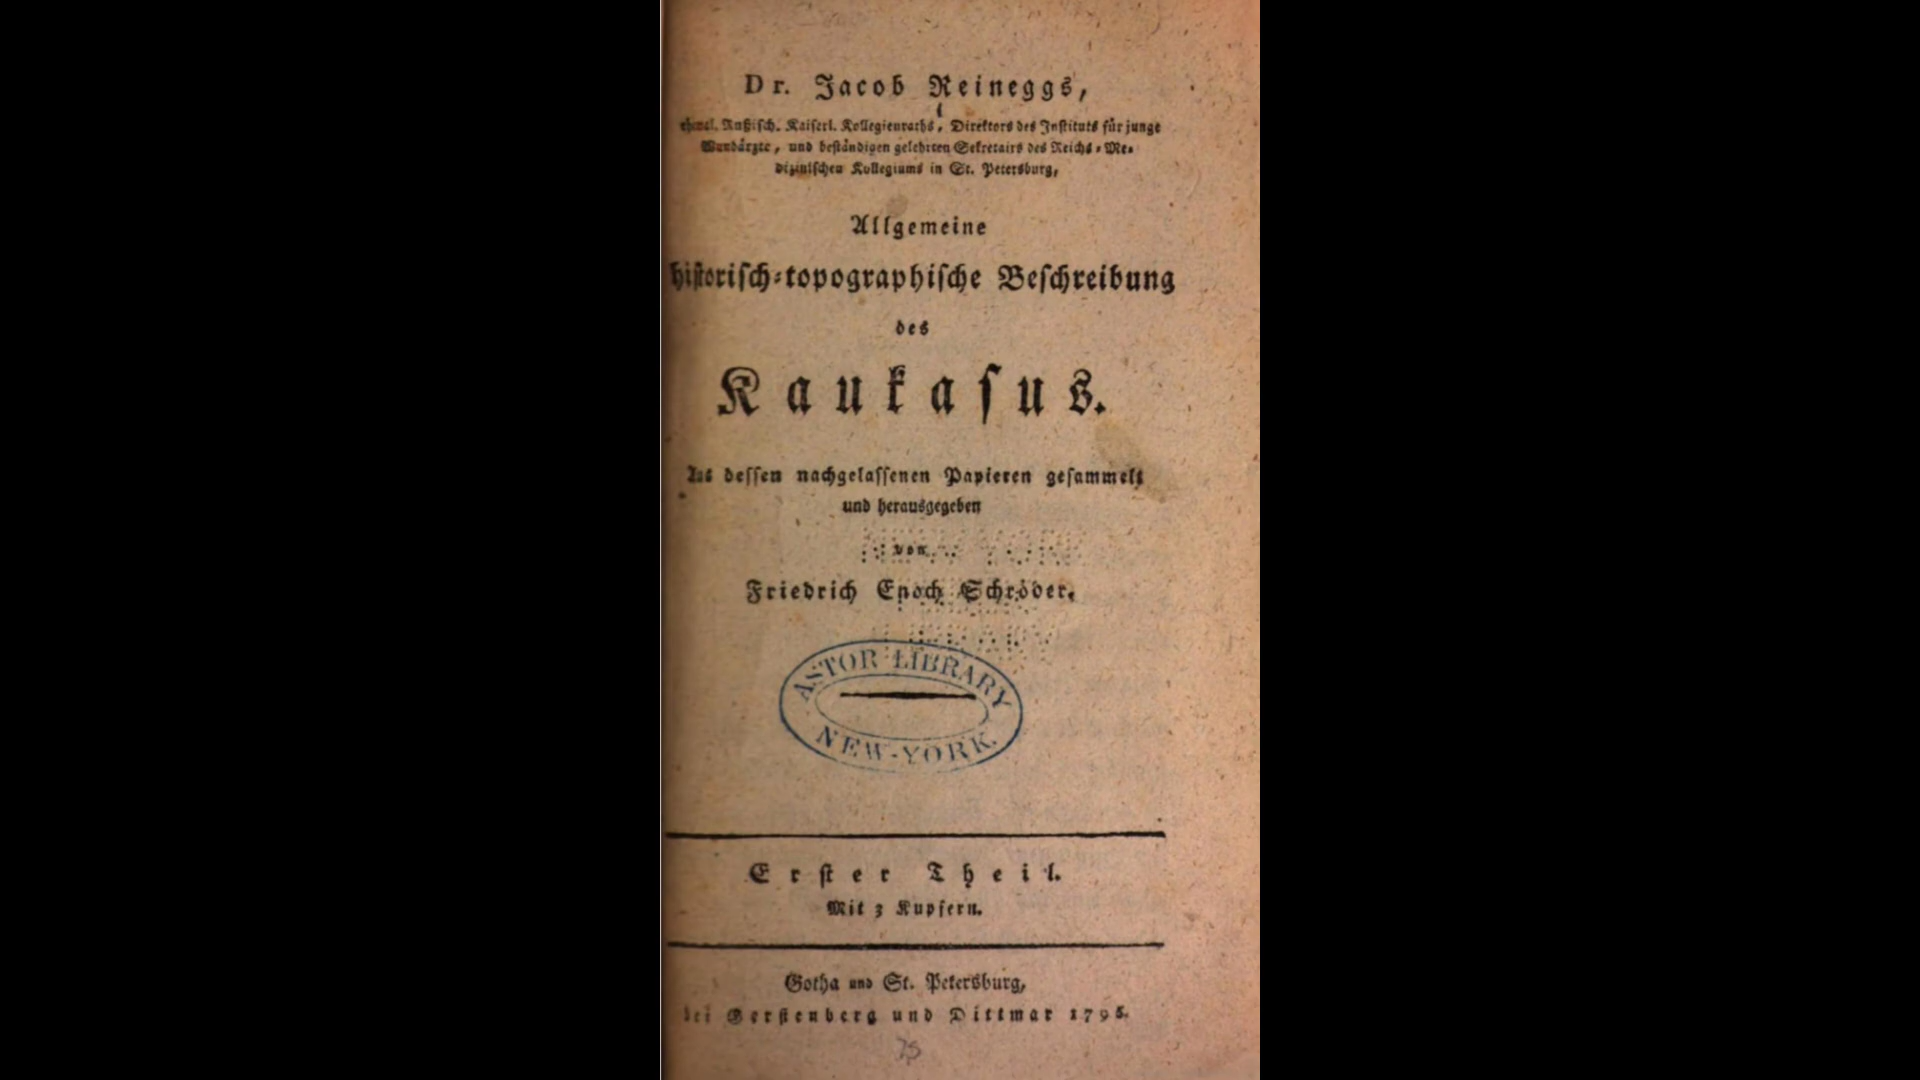 Dr. Jacob Reineggs,
ehmal. Rußisch. Kaiserl. Kollegienraths, Direktors des Instituts für junge
Wundärzte, und beständigen gelehrten Sekretairs des Reichs-Me-
dizinischen Kollegiums in St. Petersburg,
Allgemeine
historisch-topographische Beschreibung
des
Kaukasus.
Aus dessen nachgelassenen Papieren gesammelt
und herausgegeben
von
Friedrich Enoch Schröder.
ASTOR LIBRARY
NEW-YORK.
Erster Theil.
Mit 3 Kupfern.
Gotha und St. Petersburg,
bei Gerstenberg und Dittmar